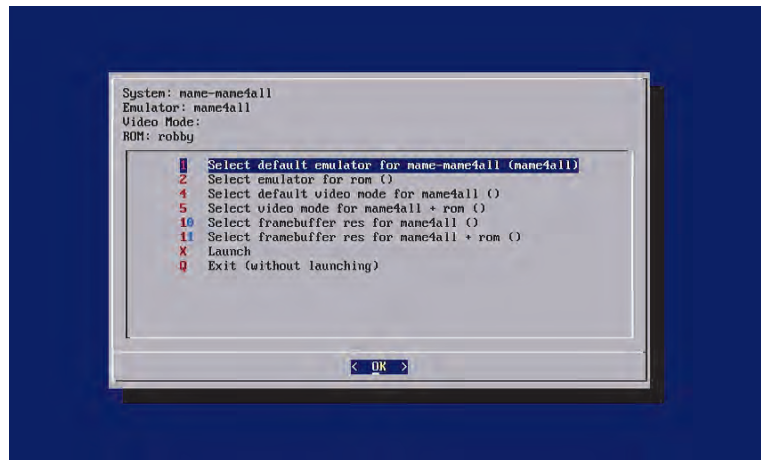 System: mame-mame4all
Emulator: mame4all
Video Mode:
ROM: robby
1 Select default emulator for mame-mame4all (mame4all)
2 Select emulator for rom ()
4 Select default video mode for mame4all ()
5 Select video mode for mame4all + rom ()
10 Select framebuffer res for mame4all ()
11 Select framebuffer res for mame4all + rom ()
X Launch
Q Exit (without launching)
< OK >